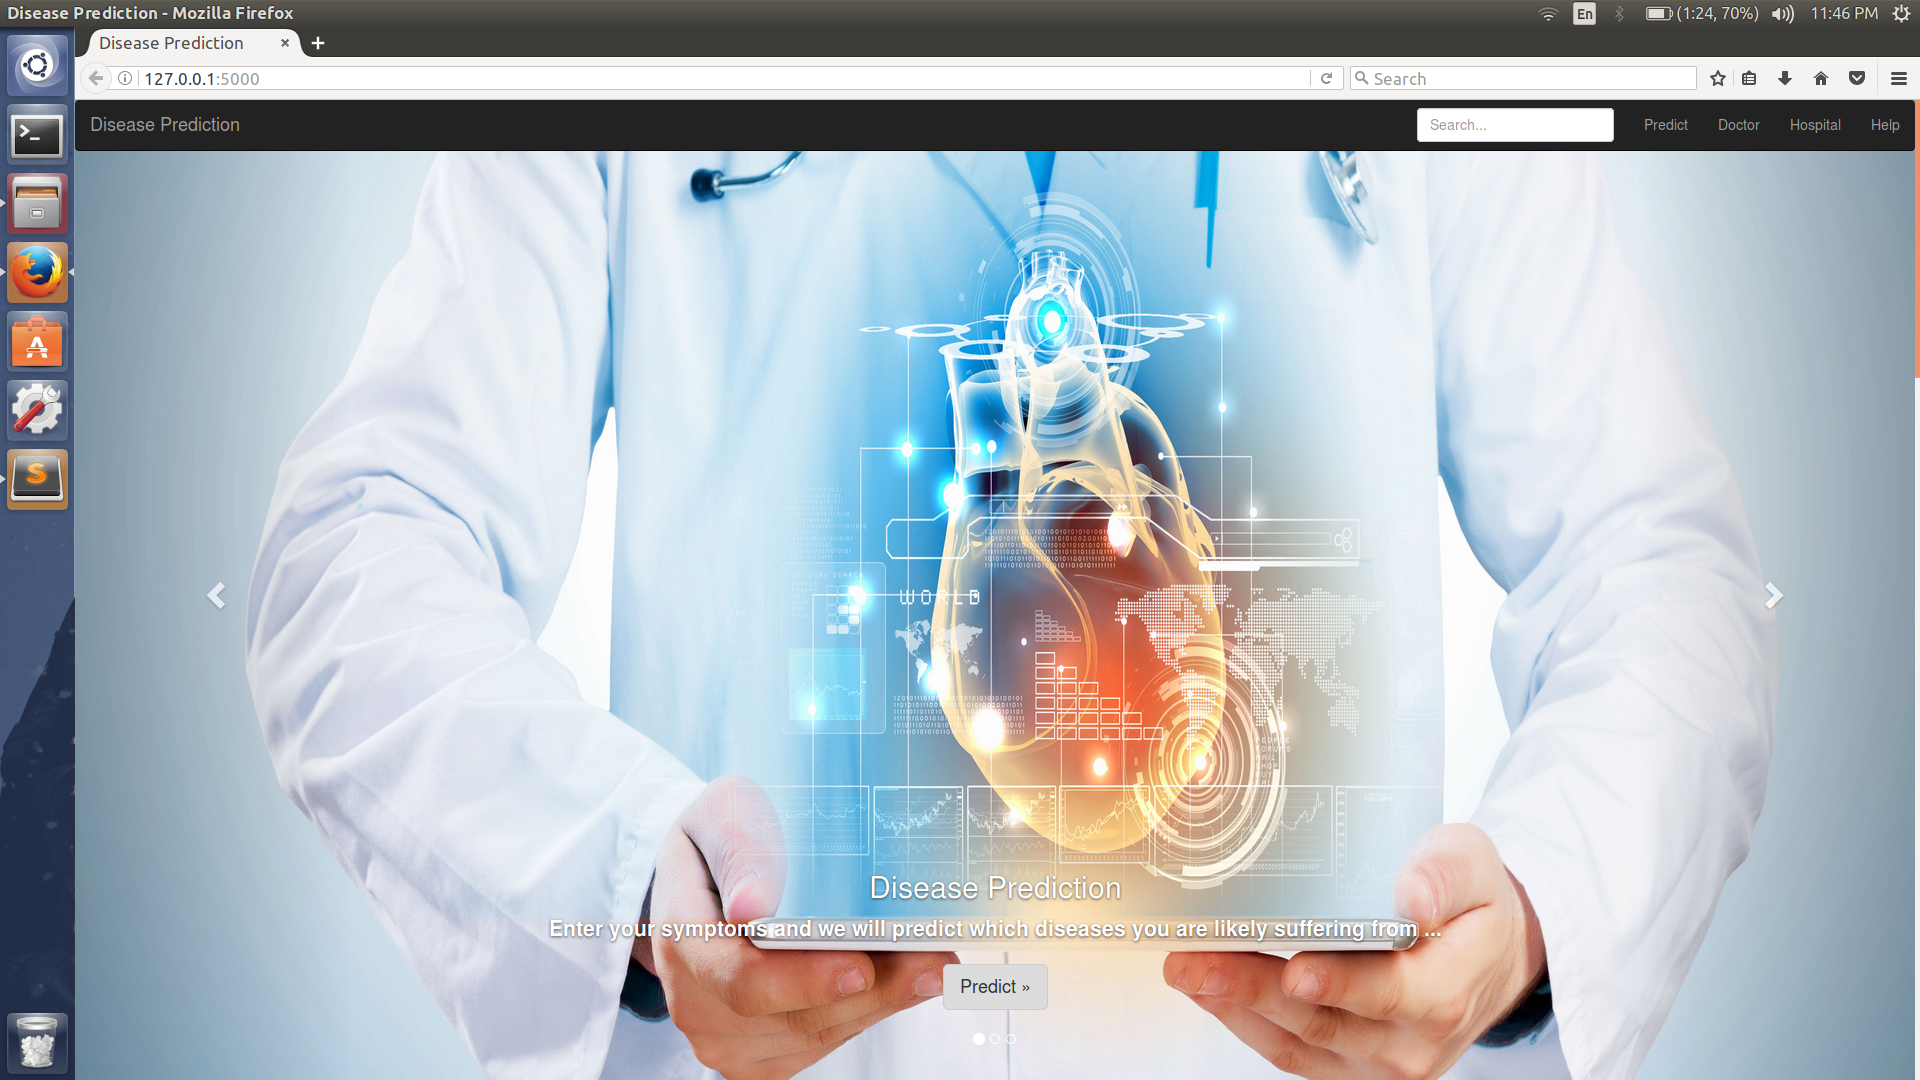 Disease Prediction - Mozilla Firefox
En
(1:24, 70%)
11:46 PM
Disease Prediction
127.0.0.1:5000
Search
Disease Prediction
Search...
Predict
Doctor
Hospital
Help
WORLD
Disease Prediction
Enter your symptoms and we will predict which diseases you are likely suffering from ...
Predict »